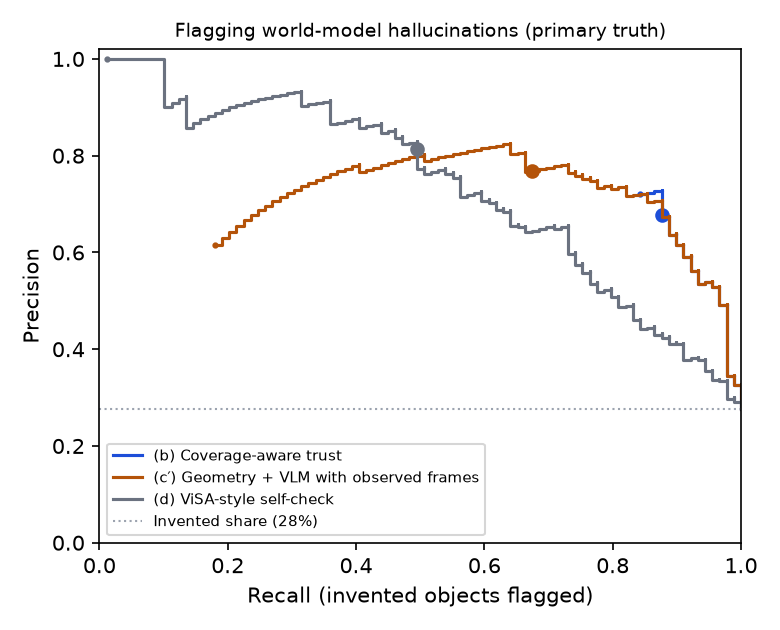 Flagging world-model hallucinations (primary truth)
1.0
0.8
0.6
0.4
0.2
0.0
Precision
(b) Coverage-aware trust
(c′) Geometry + VLM with observed frames
(d) ViSA-style self-check
Invented share (28%)
0.0 0.2 0.4 0.6 0.8 1.0
Recall (invented objects flagged)